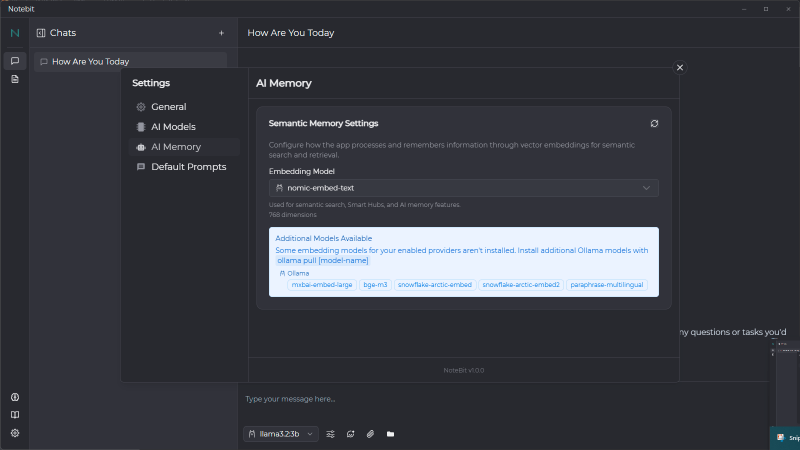 Notebit
Chats
+
How Are You Today
How Are You Today
Settings
General
AI Models
AI Memory
Default Prompts
AI Memory
Semantic Memory Settings
Configure how the app processes and remembers information through vector embeddings for semantic
search and retrieval.
Embedding Model
nomic-embed-text
Used for semantic search, Smart Hubs, and AI memory features.
768 dimensions
Additional Models Available
Some embedding models for your enabled providers aren't installed. Install additional Ollama models with
ollama pull [model-name]
Ollama
mxbai-embed-large bge-m3 snowflake-arctic-embed snowflake-arctic-embed2 paraphrase-multilingual
NoteBit v1.0.0
ny questions or tasks you'd
Type your message here...
llama3.2:3b
Snip